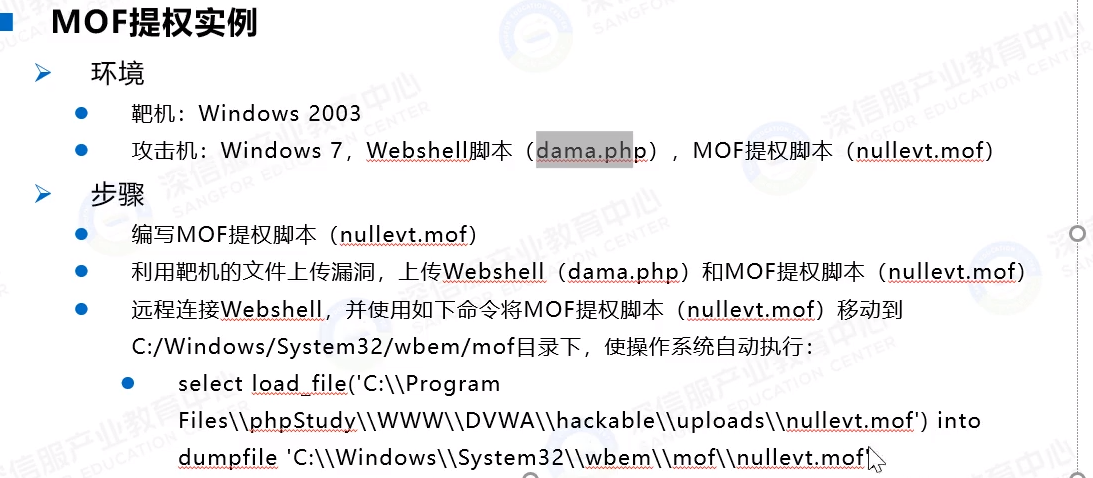 MOF提权实例
环境
靶机：Windows 2003
攻击机：Windows 7，Webshell脚本（dama.php），MOF提权脚本（nullevt.mof）
步骤
编写MOF提权脚本（nullevt.mof）
利用靶机的文件上传漏洞，上传Webshell（dama.php）和MOF提权脚本（nullevt.mof）
远程连接Webshell，并使用如下命令将MOF提权脚本（nullevt.mof）移动到
C:/Windows/System32/wbem/mof目录下，使操作系统自动执行：
select load_file('C:\\Program
Files\\phpStudy\\WWW\\DVWA\\hackable\\uploads\\nullevt.mof') into
dumpfile 'C:\\Windows\\System32\\wbem\\mof\\nullevt.mof'
深信服产业教育中心
SANGFOR EDUCATION CENTER